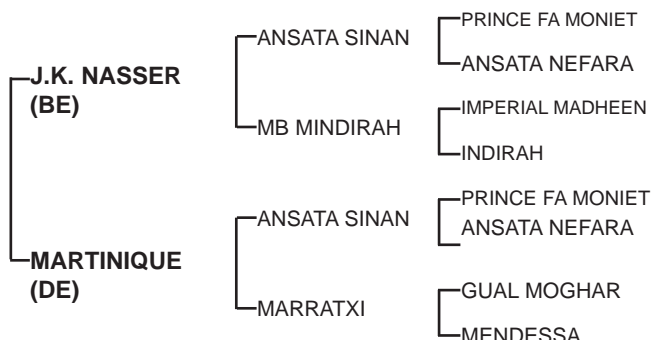 PRINCE FA MONIET
ANSATA SINAN
ANSATA NEFARA
J.K. NASSER
(BE)
IMPERIAL MADHEEN
MB MINDIRAH
INDIRAH
PRINCE FA MONIET
ANSATA SINAN
ANSATA NEFARA
MARTINIQUE
(DE)
GUAL MOGHAR
MARRATXI
MENDESSA